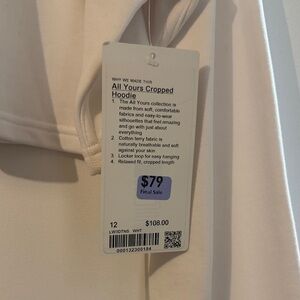 WHY WE MADE THIS
All Yours Cropped
Hoodie
1. The All Yours collection is
made from soft, comfortable
fabrics and easy-to-wear
silhouettes that feel amazing
and go with just about
everything
2. Cotton terry fabric is
naturally breathable and soft
against your skin
3. Locker loop for easy hanging
4. Relaxed fit, cropped length
$79
Final Sale
12 $108.00
LW3DTNS WHT